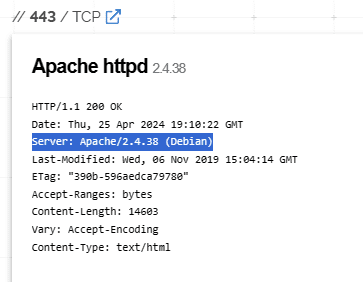 // 443 / TCP
Apache httpd 2.4.38
HTTP/1.1 200 OK
Date: Thu, 25 Apr 2024 19:10:22 GMT
Server: Apache/2.4.38 (Debian)
Last-Modified: Wed, 06 Nov 2019 15:04:14 GMT
ETag: "390b-596aedca79780"
Accept-Ranges: bytes
Content-Length: 14603
Vary: Accept-Encoding
Content-Type: text/html